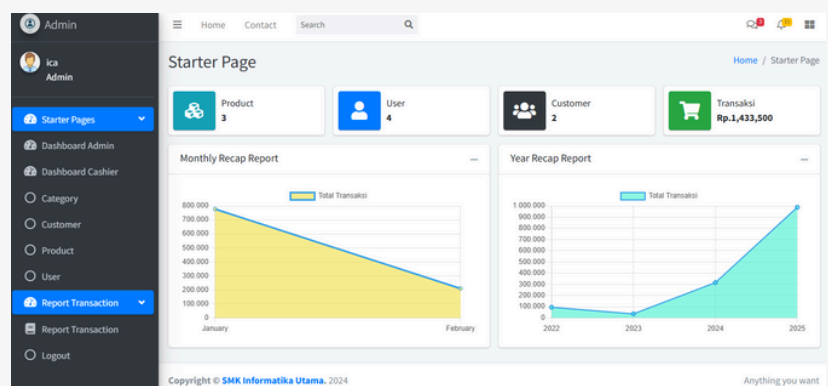 Admin
Home Contact Search
3 15
ica
Admin
Starter Page
Home / Starter Page
Starter Pages
Dashboard Admin
Dashboard Cashier
Category
Customer
Product
User
Report Transaction
Report Transaction
Logout
Product
3
User
4
Customer
2
Transaksi
Rp.1,433,500
Monthly Recap Report
Total Transaksi
800.000
700.000
600.000
500.000
400.000
300.000
200.000
100.000
0
January February
Year Recap Report
Total Transaksi
1.000.000
900.000
800.000
700.000
600.000
500.000
400.000
300.000
200.000
100.000
0
2022 2023 2024 2025
Copyright © SMK Informatika Utama. 2024
Anything you want